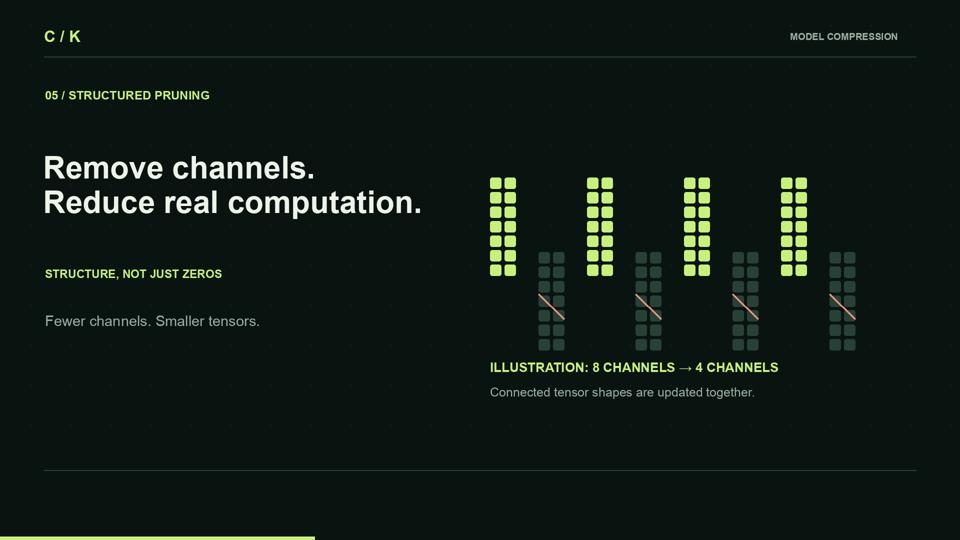 C / K
MODEL COMPRESSION
05 / STRUCTURED PRUNING
Remove channels.
Reduce real computation.
STRUCTURE, NOT JUST ZEROS
Fewer channels. Smaller tensors.
ILLUSTRATION: 8 CHANNELS → 4 CHANNELS
Connected tensor shapes are updated together.